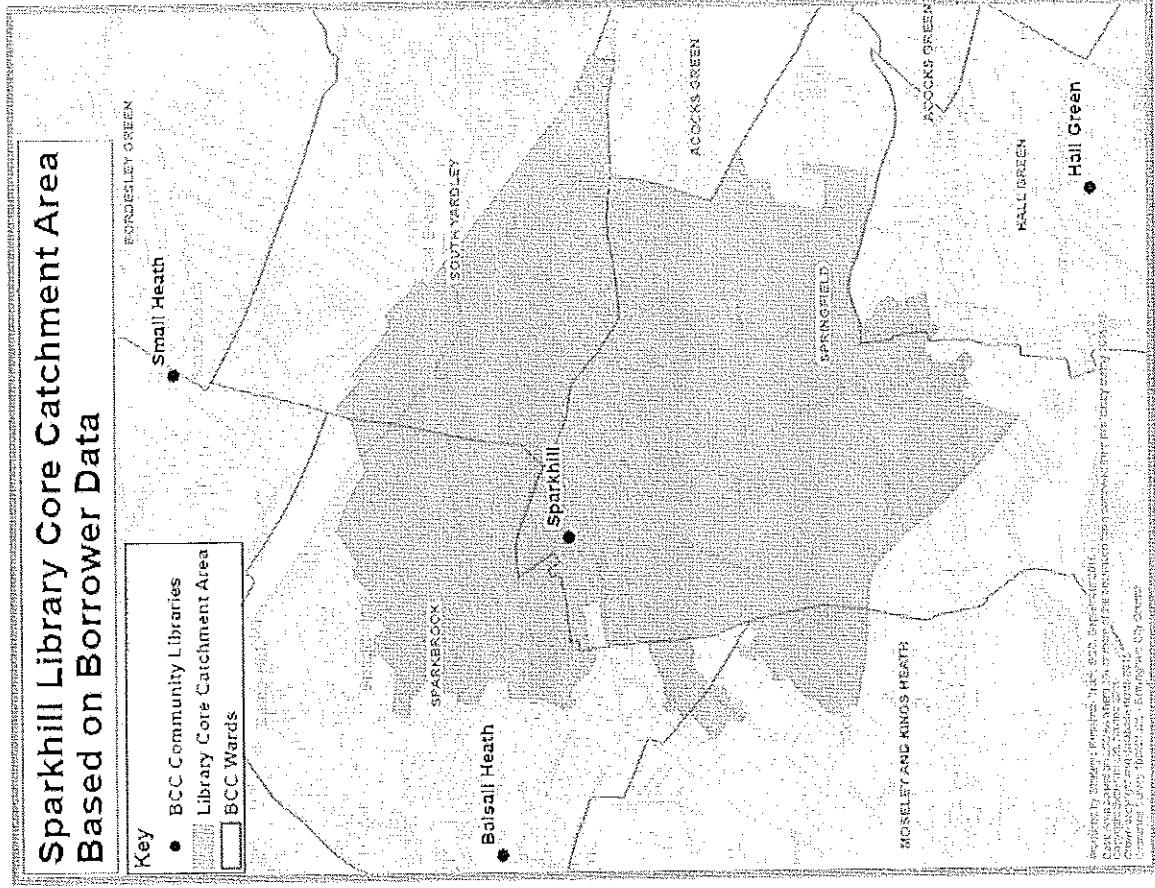 Sparkhill Library Core Catchment Area
Based on Borrower Data
Key
BCC Community Libraries
Library Core Catchment Area
BCC Wards
BORDESLEY GREEN
Small Heath
SOUTH YARDLEY
ACOCKS GREEN
SPARKBROOK
Sparkhill
Balsall Heath
SPRINGFIELD
ACOCKS GREEN
HALL GREEN
Hall Green
MOSELEY AND KINGS HEATH